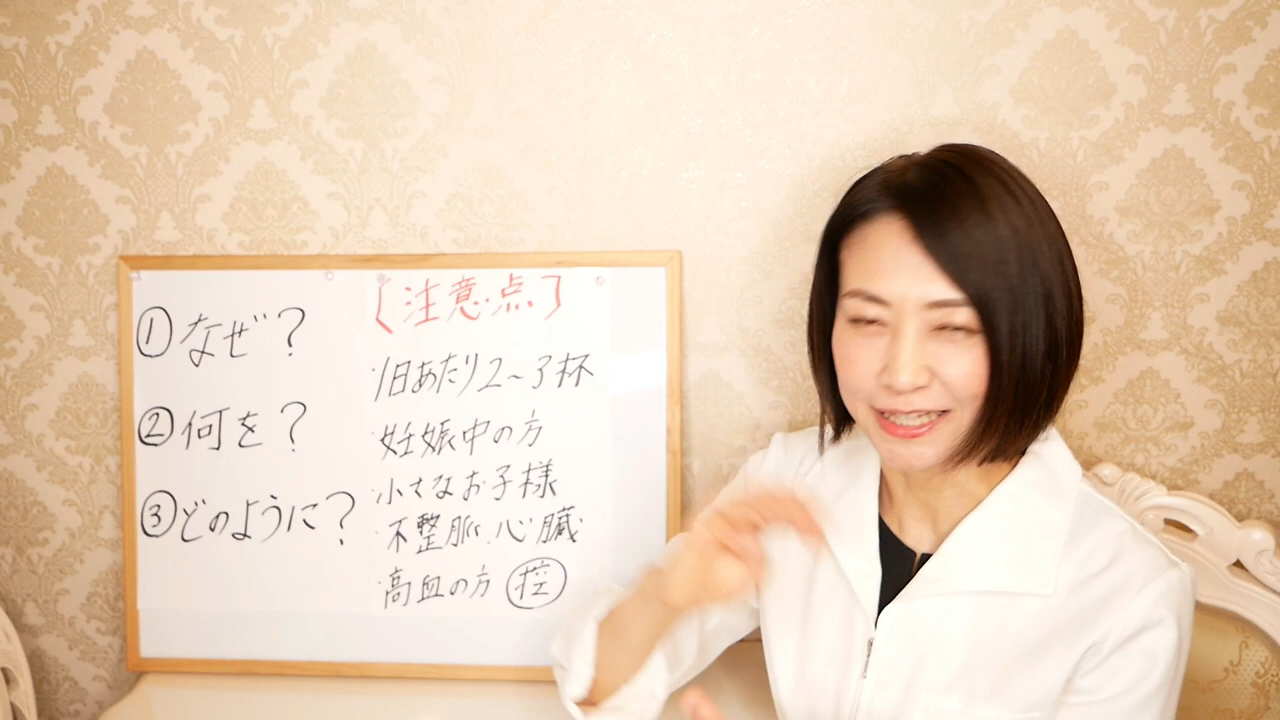 ①なぜ?
②何を?
③どのように?
[注意点]
・1日あたり2〜3杯
・妊娠中の方
・小さなお子様
・不整脈、心臓
・高血の方 控